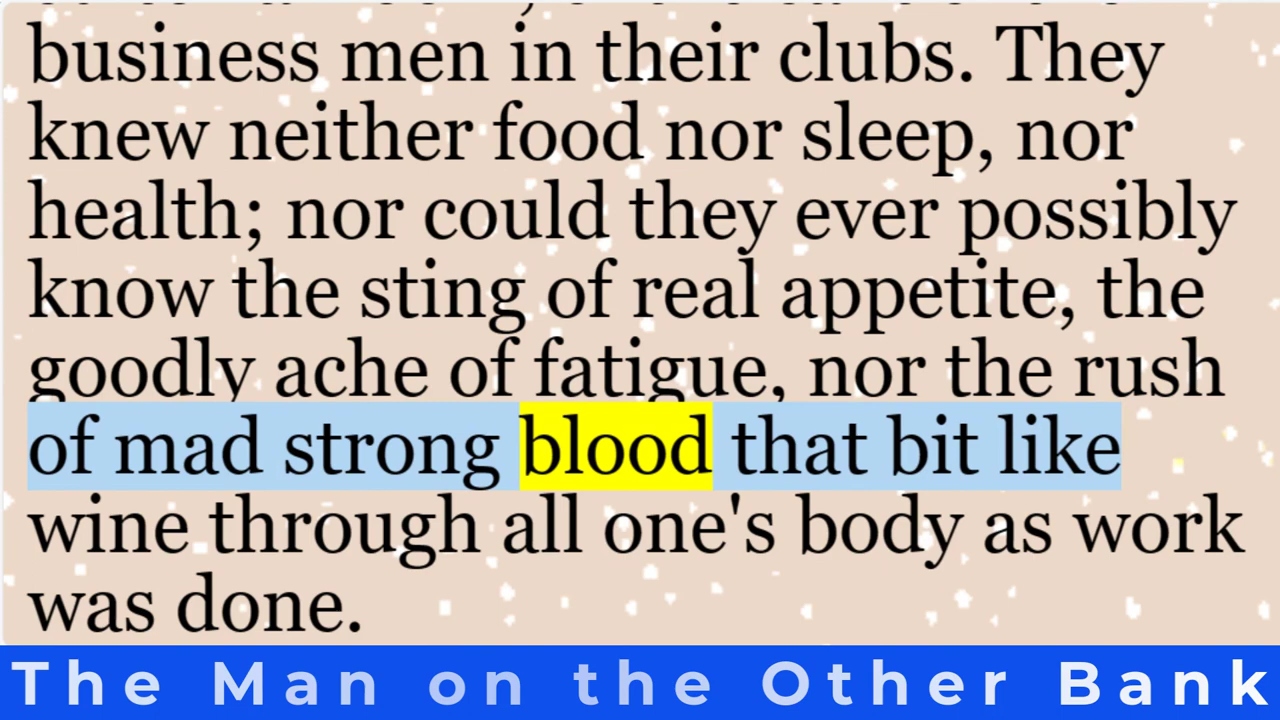 business men in their clubs. They
knew neither food nor sleep, nor
health; nor could they ever possibly
know the sting of real appetite, the
goodly ache of fatigue, nor the rush
of mad strong blood that bit like
wine through all one's body as work
was done.
The Man on the Other Bank